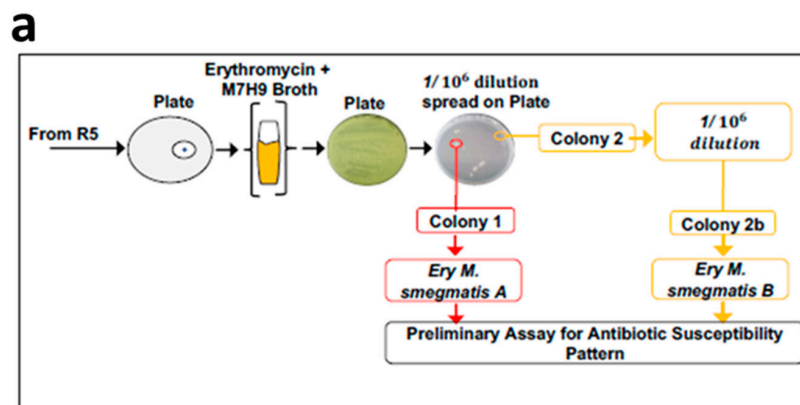 a
Erythromycin +
M7H9 Broth
1/10⁶ dilution
spread on Plate
Plate
Plate
From R5
Colony 2
1/10⁶
dilution
Colony 1
Colony 2b
Ery M.
smegmatis A
Ery M.
smegmatis B
Preliminary Assay for Antibiotic Susceptibility
Pattern